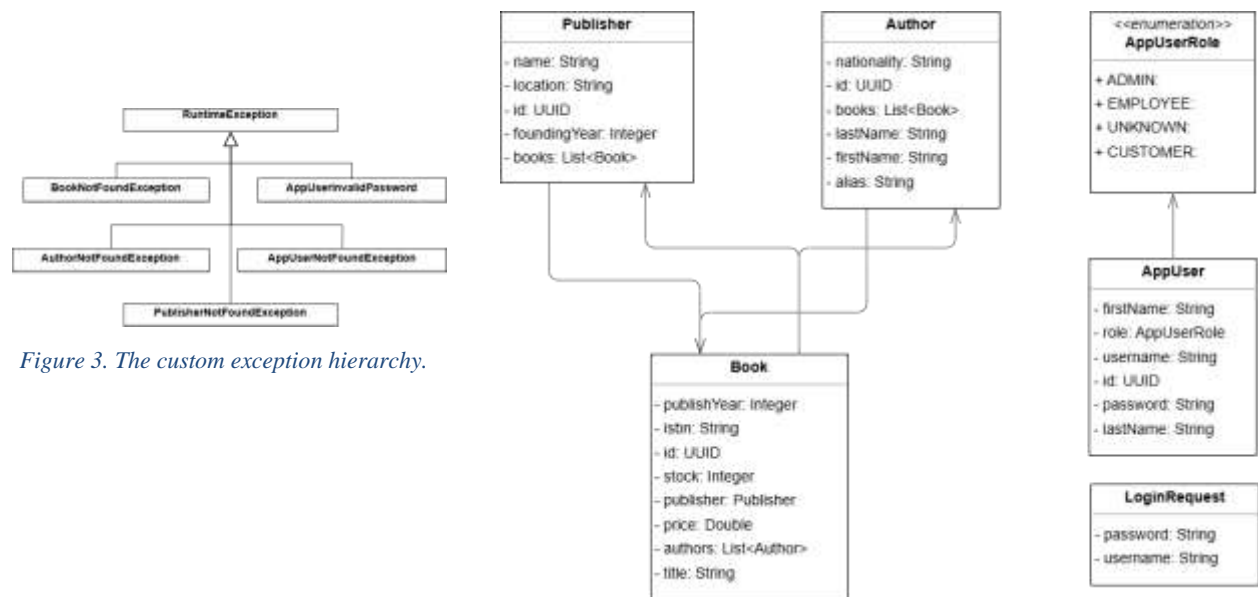 RuntimeException
BookNotFoundException
AppUserInvalidPassword
AuthorNotFoundException
AppUserNotFoundException
PublisherNotFoundException
Figure 3. The custom exception hierarchy.
Publisher
- name: String
- location: String
- id: UUID
- foundingYear: Integer
- books: List<Book>
Author
- nationality: String
- id: UUID
- books: List<Book>
- lastName: String
- firstName: String
- alias: String
Book
- publishYear: Integer
- isbn: String
- id: UUID
- stock: Integer
- publisher: Publisher
- price: Double
- authors: List<Author>
- title: String
<<enumeration>>
AppUserRole
+ ADMIN:
+ EMPLOYEE:
+ UNKNOWN:
+ CUSTOMER:
AppUser
- firstName: String
- role: AppUserRole
- username: String
- id: UUID
- password: String
- lastName: String
LoginRequest
- password: String
- username: String